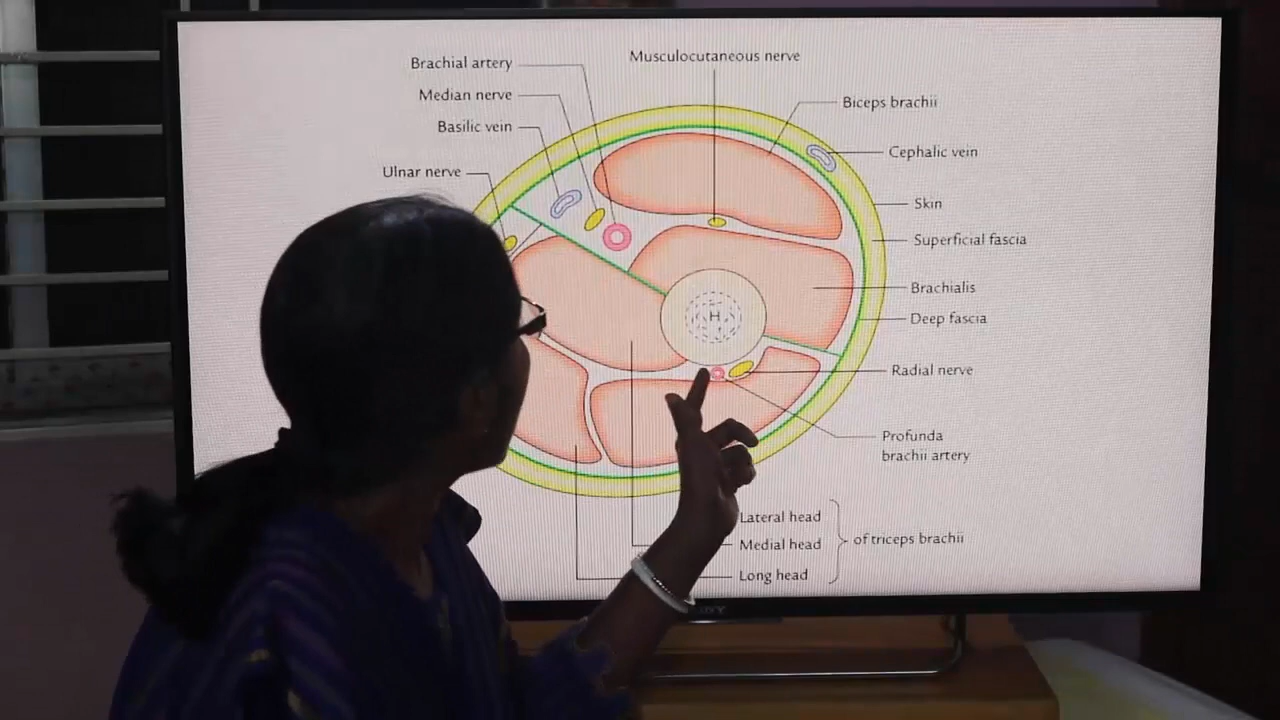 Brachial artery
Musculocutaneous nerve
Median nerve
Biceps brachii
Basilic vein
Cephalic vein
Ulnar nerve
Skin
Superficial fascia
Brachialis
H
Deep fascia
Radial nerve
Profunda
brachii artery
Lateral head
Medial head
of triceps brachii
Long head